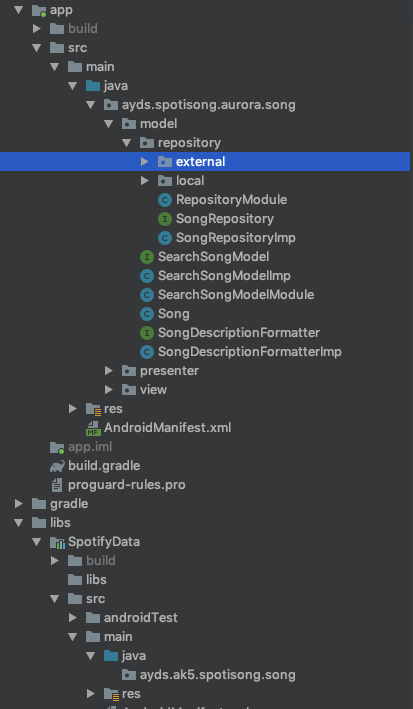 app
build
src
main
java
ayds.spotisong.aurora.song
model
repository
external
local
RepositoryModule
SongRepository
SongRepositoryImp
SearchSongModel
SearchSongModelImp
SearchSongModelModule
Song
SongDescriptionFormatter
SongDescriptionFormatterImp
presenter
view
res
AndroidManifest.xml
app.iml
build.gradle
proguard-rules.pro
gradle
libs
SpotifyData
build
libs
src
androidTest
main
java
ayds.ak5.spotisong.song
res